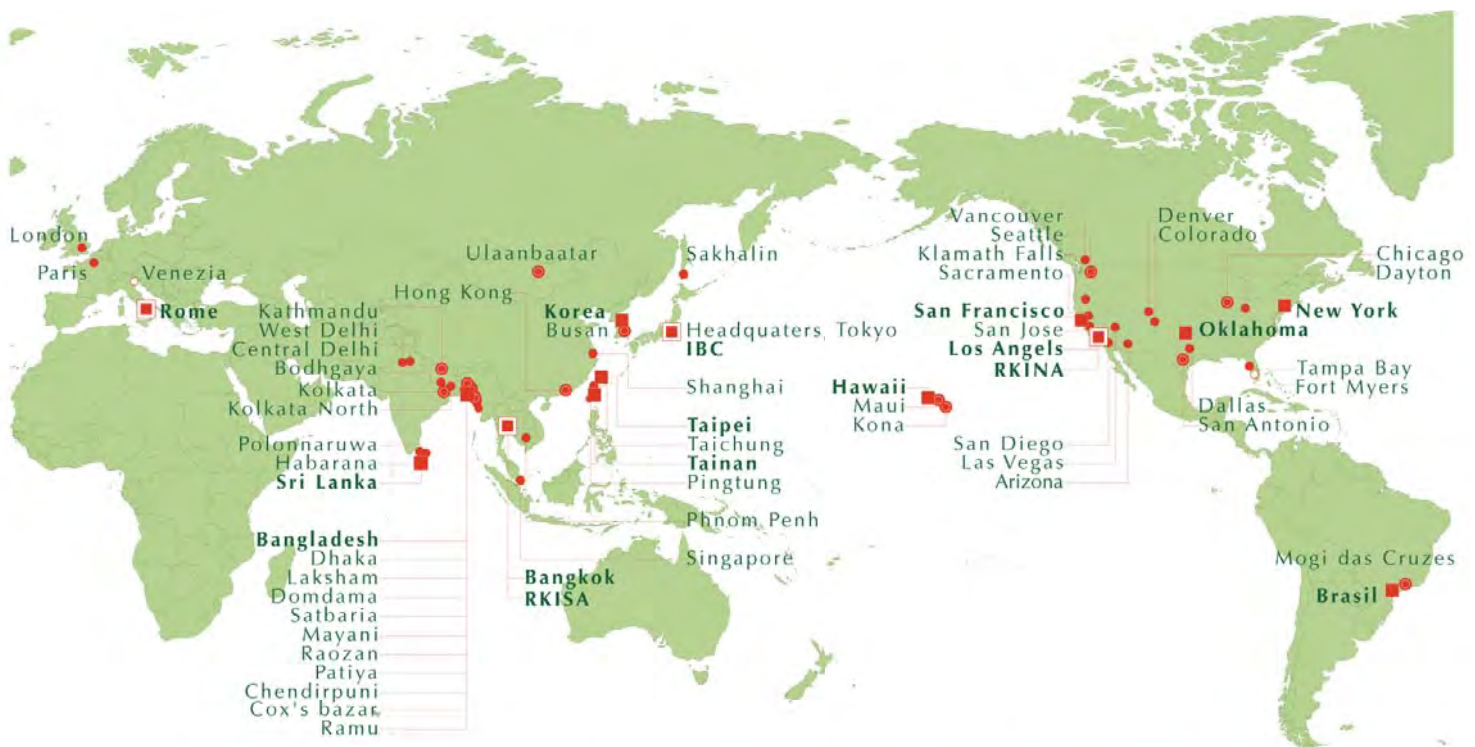 London
Paris
Venezia
Rome
Ulaanbaatar
Sakhalin
Hong Kong
Kathmandu
West Delhi
Central Delhi
Bodhgaya
Kolkata
Kolkata North
Korea
Busan
Headquaters, Tokyo
IBC
Shanghai
Taipei
Taichung
Tainan
Pingtung
Polonnaruwa
Habarana
Sri Lanka
Phnom Penh
Singapore
Bangkok
RKISA
Bangladesh
Dhaka
Laksham
Domdama
Satbaria
Mayani
Raozan
Patiya
Chendirpuni
Cox's bazar
Ramu
Vancouver
Seattle
Klamath Falls
Sacramento
San Francisco
San Jose
Los Angels
RKINA
Denver
Colorado
Chicago
Dayton
New York
Oklahoma
Hawaii
Maui
Kona
Tampa Bay
Fort Myers
Dallas
San Antonio
San Diego
Las Vegas
Arizona
Mogi das Cruzes
Brasil